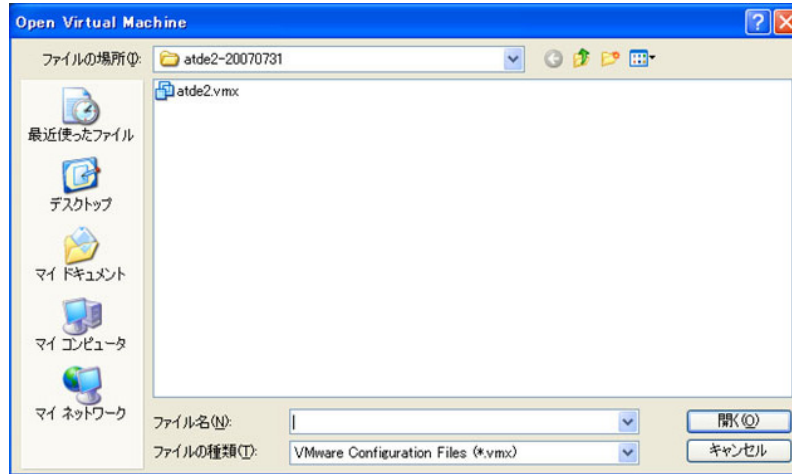 Open Virtual Machine
ファイルの場所(I):
atde2-20070731
atde2.vmx
最近使ったファイル
デスクトップ
マイ ドキュメント
マイ コンピュータ
マイ ネットワーク
ファイル名(N):
開く(O)
ファイルの種類(T):
VMware Configuration Files (*.vmx)
キャンセル